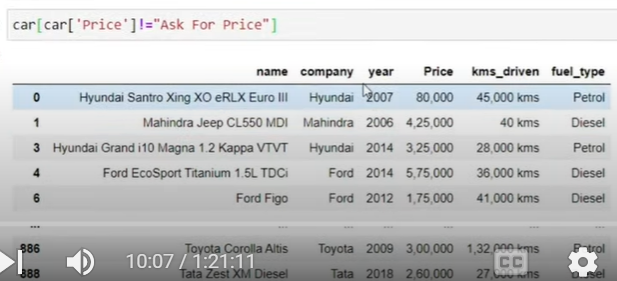 car[car['Price']!="Ask For Price"]
name company year Price kms_driven fuel_type
0 Hyundai Santro Xing XO eRLX Euro III Hyundai 2007 80,000 45,000 kms Petrol
1 Mahindra Jeep CL550 MDI Mahindra 2006 4,25,000 40 kms Diesel
3 Hyundai Grand i10 Magna 1.2 Kappa VTVT Hyundai 2014 3,25,000 28,000 kms Petrol
4 Ford EcoSport Titanium 1.5L TDCi Ford 2014 5,75,000 36,000 kms Diesel
6 Ford Figo Ford 2012 1,75,000 41,000 kms Diesel
... ... ... ... ... ... ...
886 Toyota Corolla Altis Toyota 2009 3,00,000 1,32,000 kms Petrol
888 Tata Zest XM Diesel Tata 2018 2,60,000 27,000 kms Diesel
10:07 / 1:21:11 CC